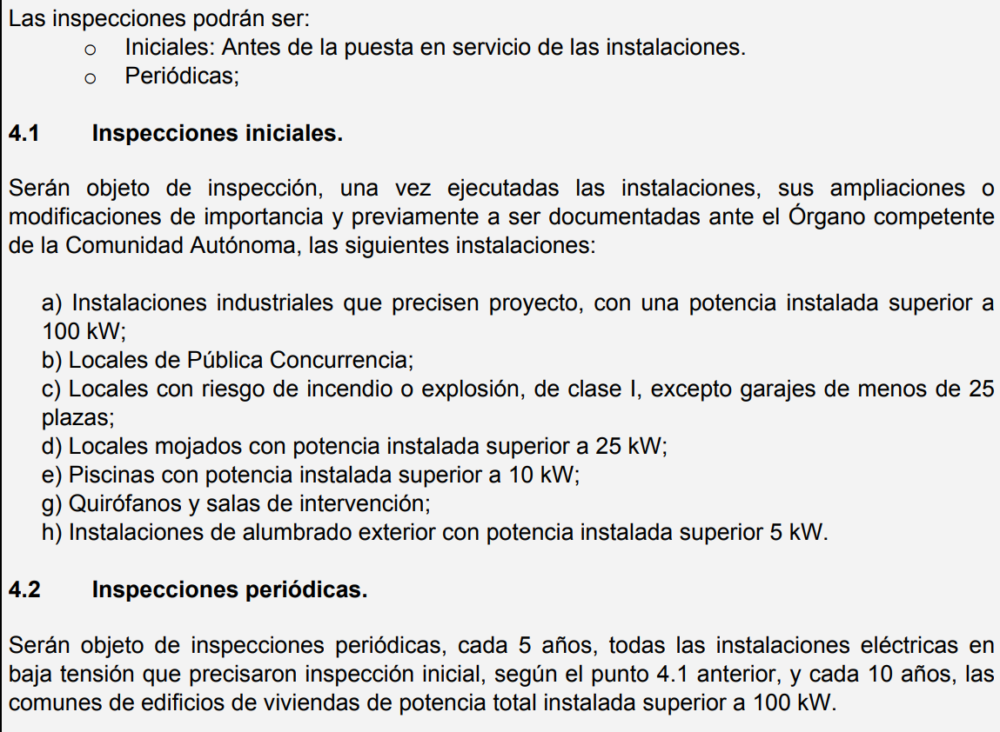 Las inspecciones podrán ser:
o Iniciales: Antes de la puesta en servicio de las instalaciones.
o Periódicas;
4.1 Inspecciones iniciales.
Serán objeto de inspección, una vez ejecutadas las instalaciones, sus ampliaciones o
modificaciones de importancia y previamente a ser documentadas ante el Órgano competente
de la Comunidad Autónoma, las siguientes instalaciones:
a) Instalaciones industriales que precisen proyecto, con una potencia instalada superior a
100 kW;
b) Locales de Pública Concurrencia;
c) Locales con riesgo de incendio o explosión, de clase I, excepto garajes de menos de 25
plazas;
d) Locales mojados con potencia instalada superior a 25 kW;
e) Piscinas con potencia instalada superior a 10 kW;
g) Quirófanos y salas de intervención;
h) Instalaciones de alumbrado exterior con potencia instalada superior 5 kW.
4.2 Inspecciones periódicas.
Serán objeto de inspecciones periódicas, cada 5 años, todas las instalaciones eléctricas en
baja tensión que precisaron inspección inicial, según el punto 4.1 anterior, y cada 10 años, las
comunes de edificios de viviendas de potencia total instalada superior a 100 kW.